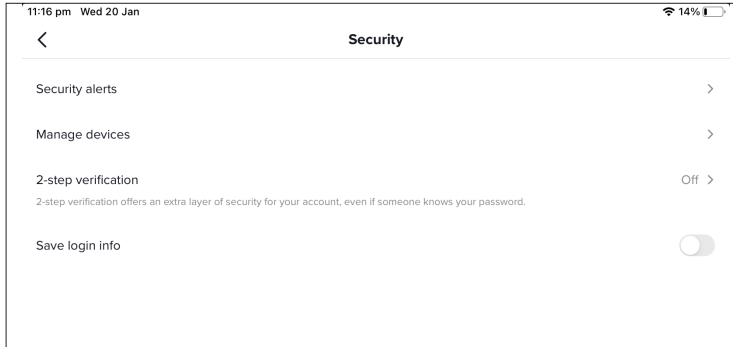 11:16 pm Wed 20 Jan 14%
Security
Security alerts
Manage devices
2-step verification Off
2-step verification offers an extra layer of security for your account, even if someone knows your password.
Save login info